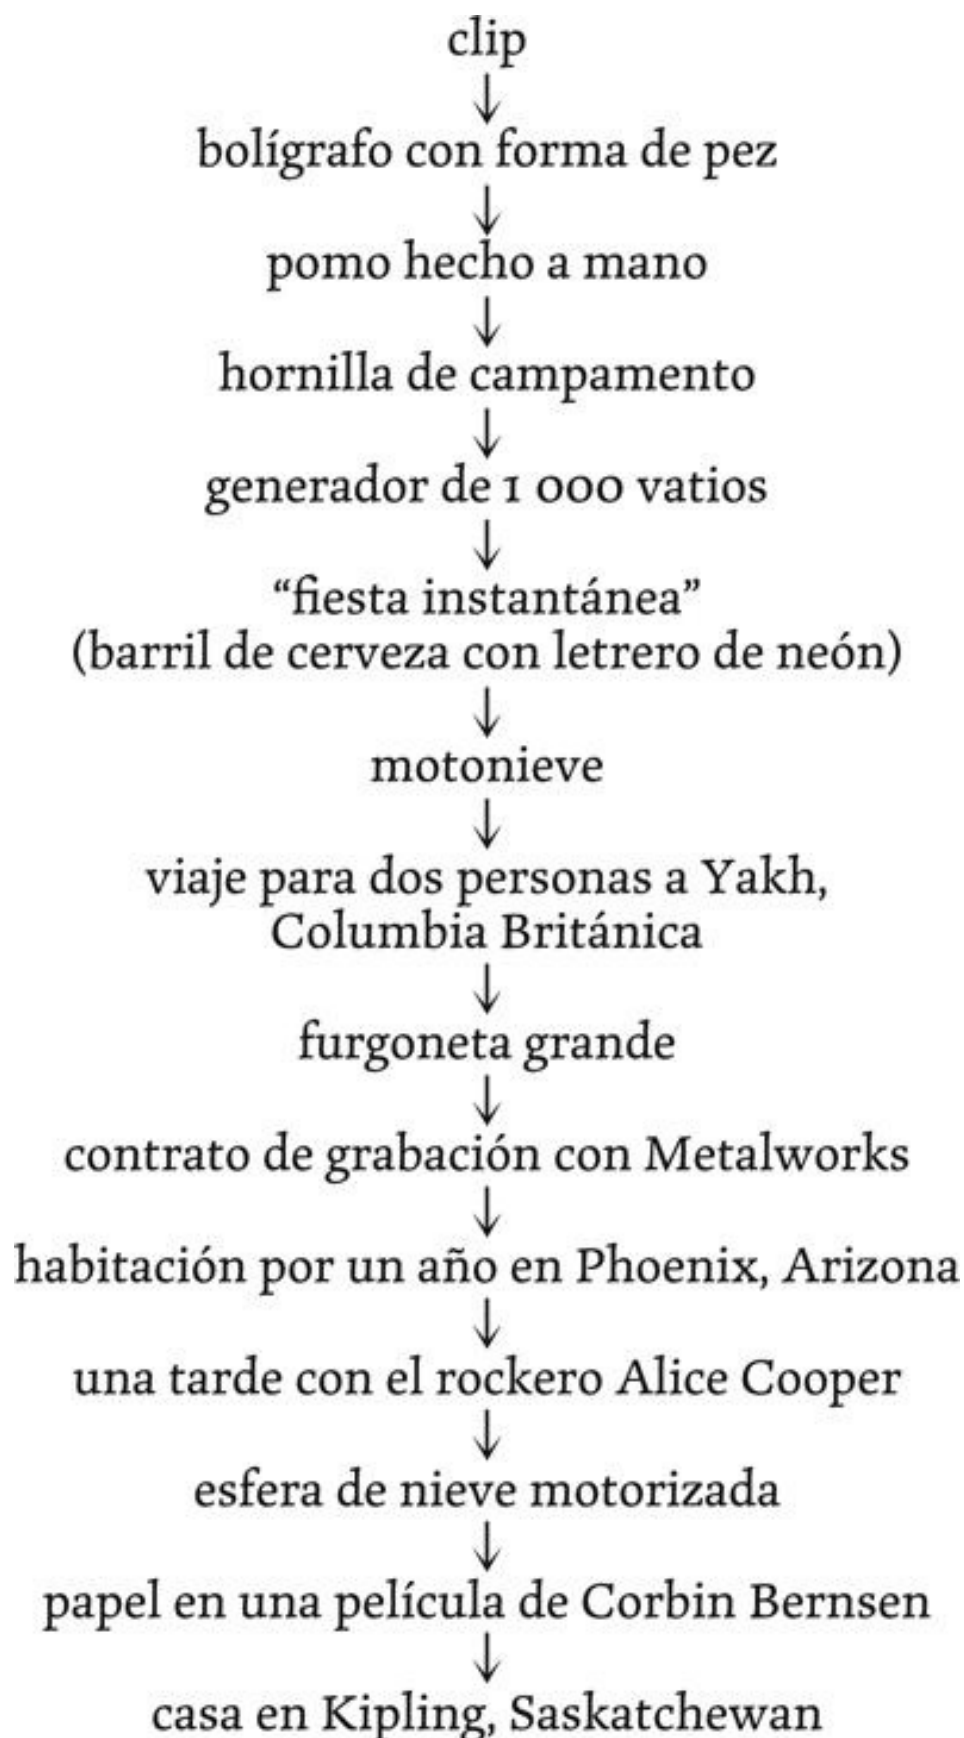 clip
bolígrafo con forma de pez
pomo hecho a mano
hornilla de campamento
generador de 1 000 vatios
“fiesta instantánea”
(barril de cerveza con letrero de neón)
motonieve
viaje para dos personas a Yakh,
Columbia Británica
furgoneta grande
contrato de grabación con Metalworks
habitación por un año en Phoenix, Arizona
una tarde con el rockero Alice Cooper
esfera de nieve motorizada
papel en una película de Corbin Bernsen
casa en Kipling, Saskatchewan